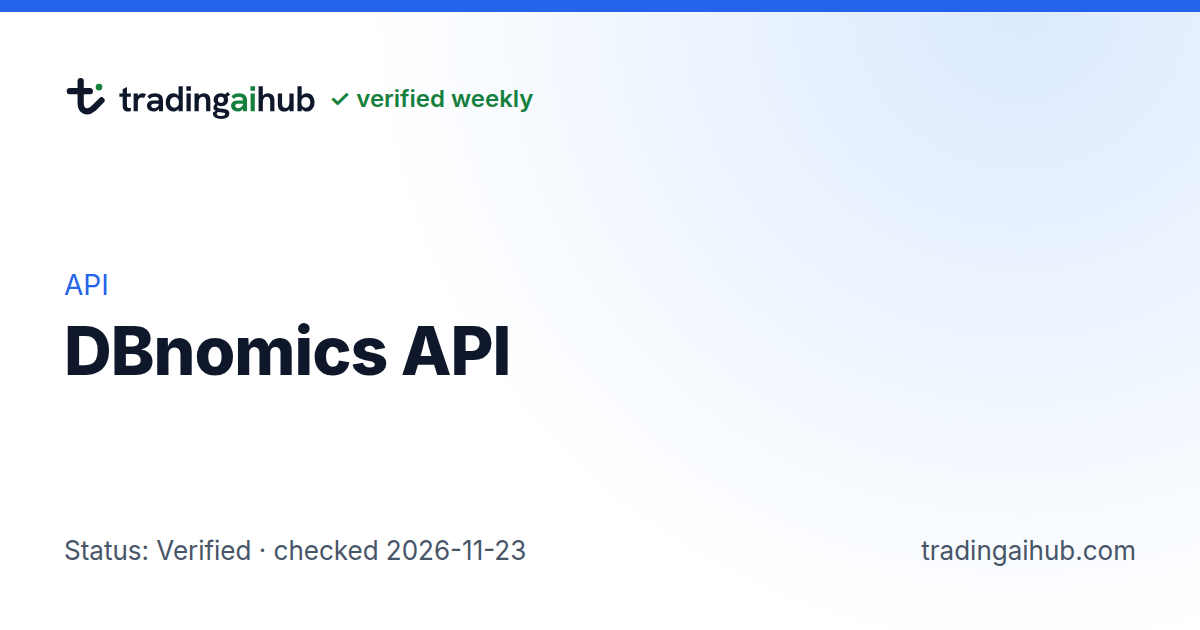 tradingaihub ✓ verified weekly
API
DBnomics API
Status: Verified · checked 2026-11-23
tradingaihub.com